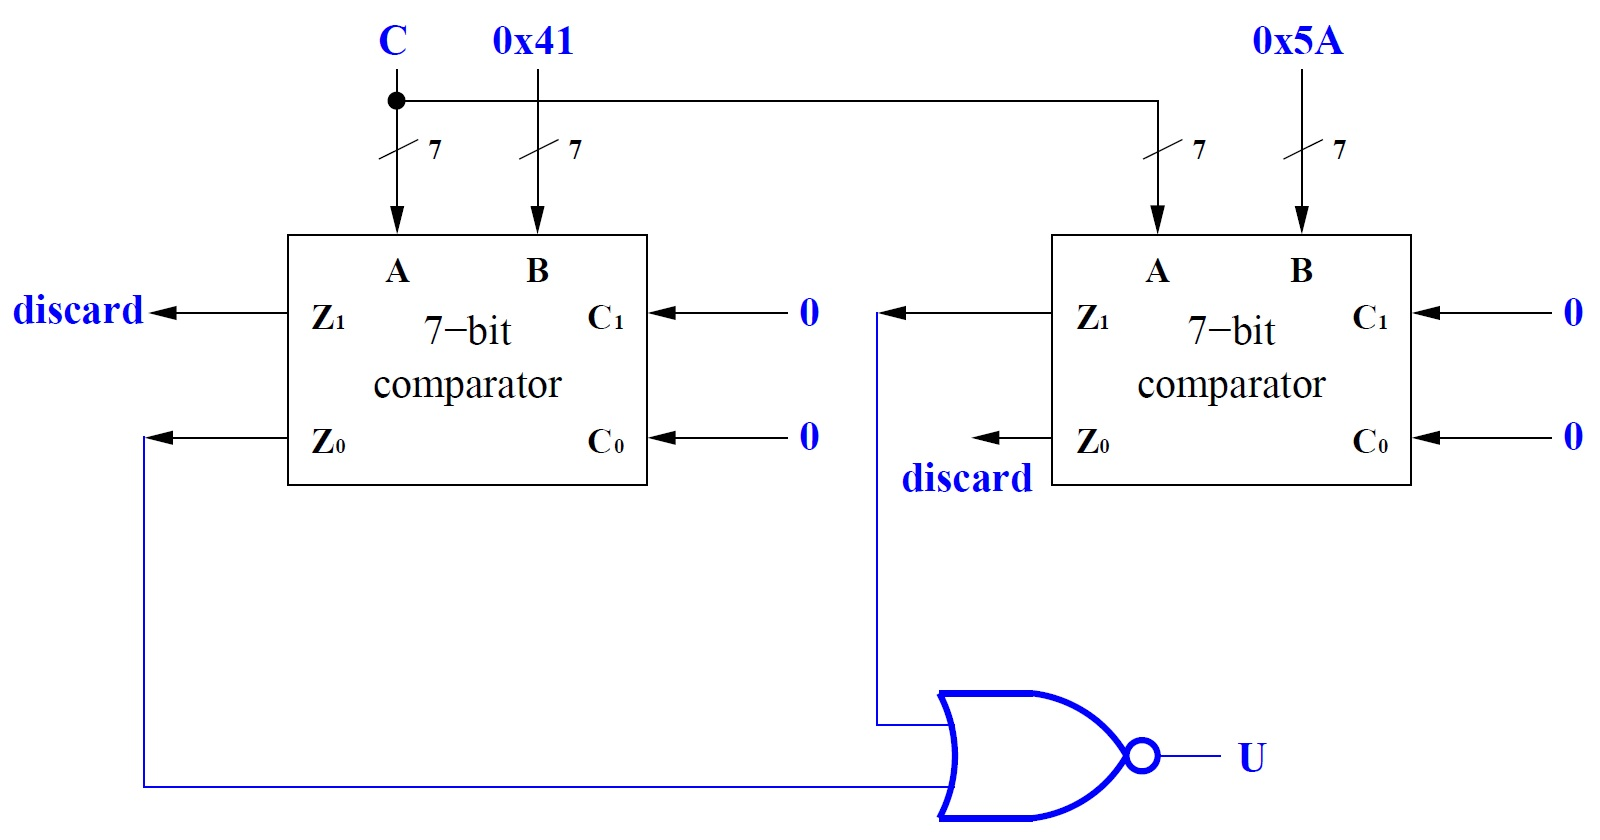 C 0x41 0x5A
7 7 7 7
A B A B
discard Z1 C1 0 Z1 C1 0
7−bit 7−bit
comparator comparator
Z0 C0 0 Z0 C0 0
discard
U